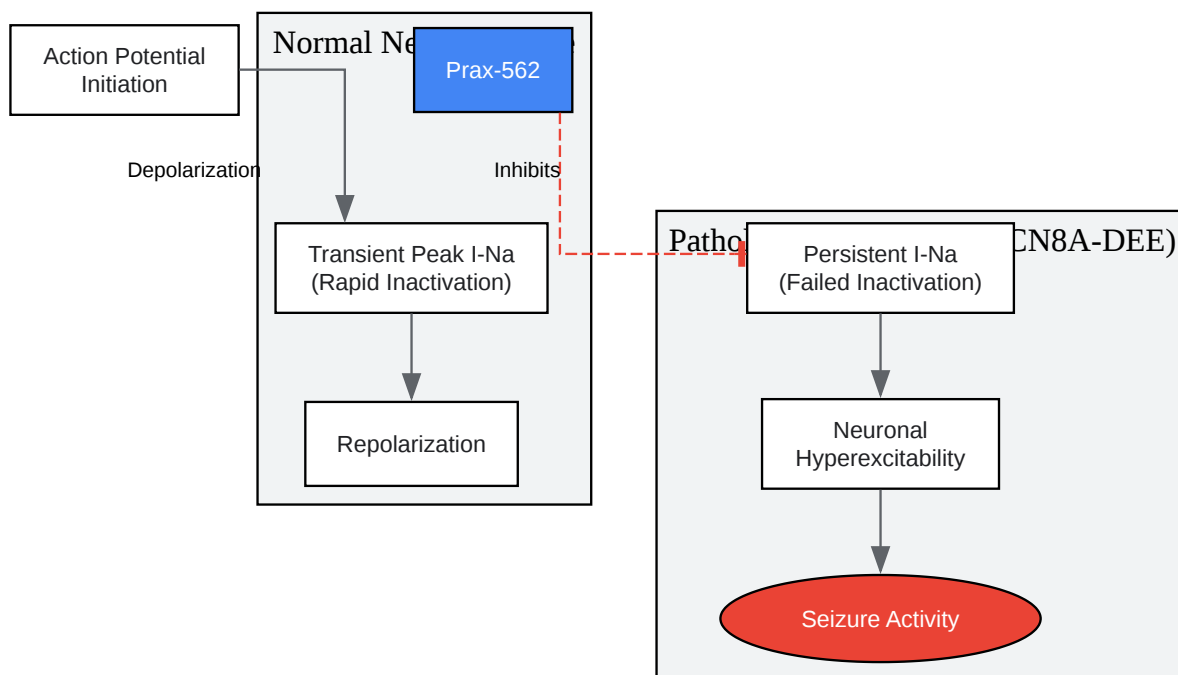 Action Potential
Initiation
Normal Ne
Prax-562
Depolarization
Inhibits
Transient Peak I-Na
(Rapid Inactivation)
Repolarization
CN8A-DEE)
Persistent I-Na
(Failed Inactivation)
Neuronal
Hyperexcitability
Seizure Activity